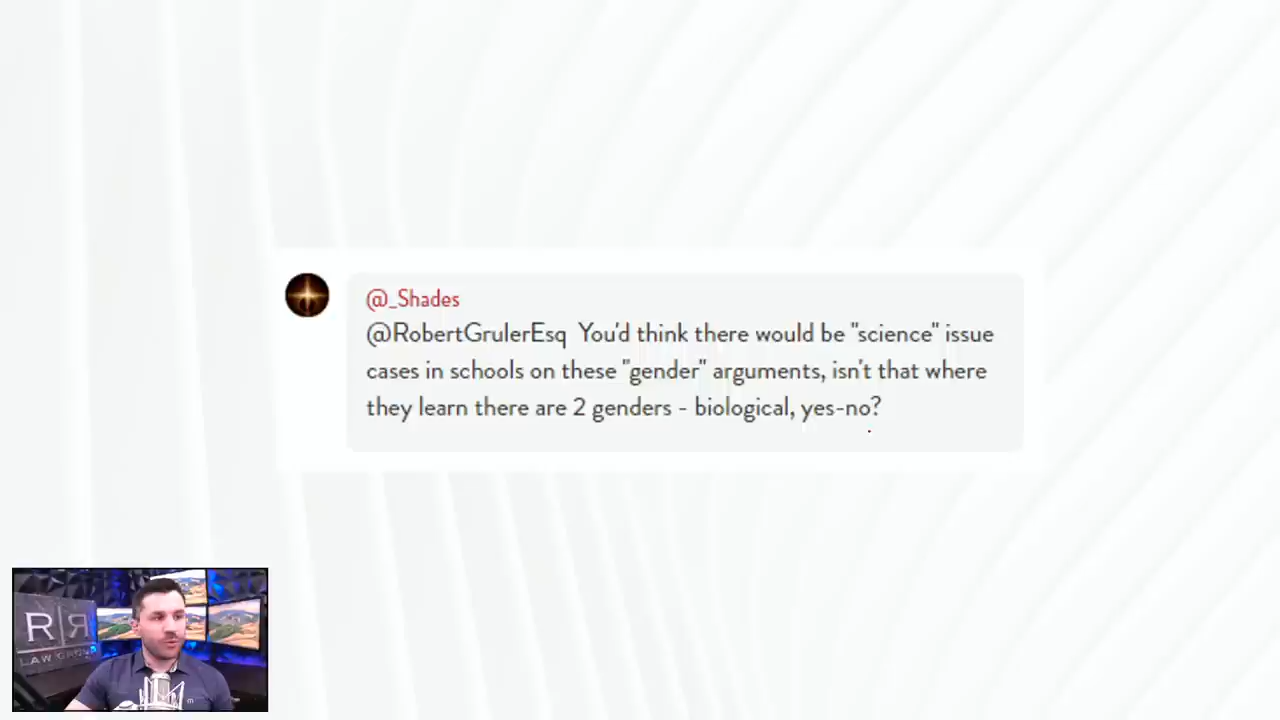 @_Shades
@RobertGrulerEsq You'd think there would be "science" issue
cases in schools on these "gender" arguments, isn't that where
they learn there are 2 genders - biological, yes-no?
R|R
LAW GROUP